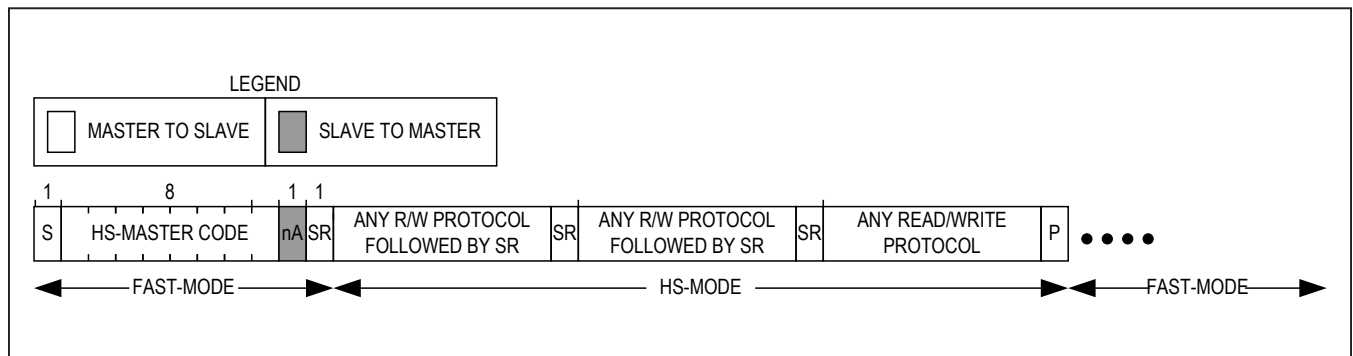 LEGEND
MASTER TO SLAVE SLAVE TO MASTER
1 8 1 1
S HS-MASTER CODE nA SR ANY R/W PROTOCOL FOLLOWED BY SR SR ANY R/W PROTOCOL FOLLOWED BY SR SR ANY READ/WRITE PROTOCOL P
FAST-MODE HS-MODE FAST-MODE